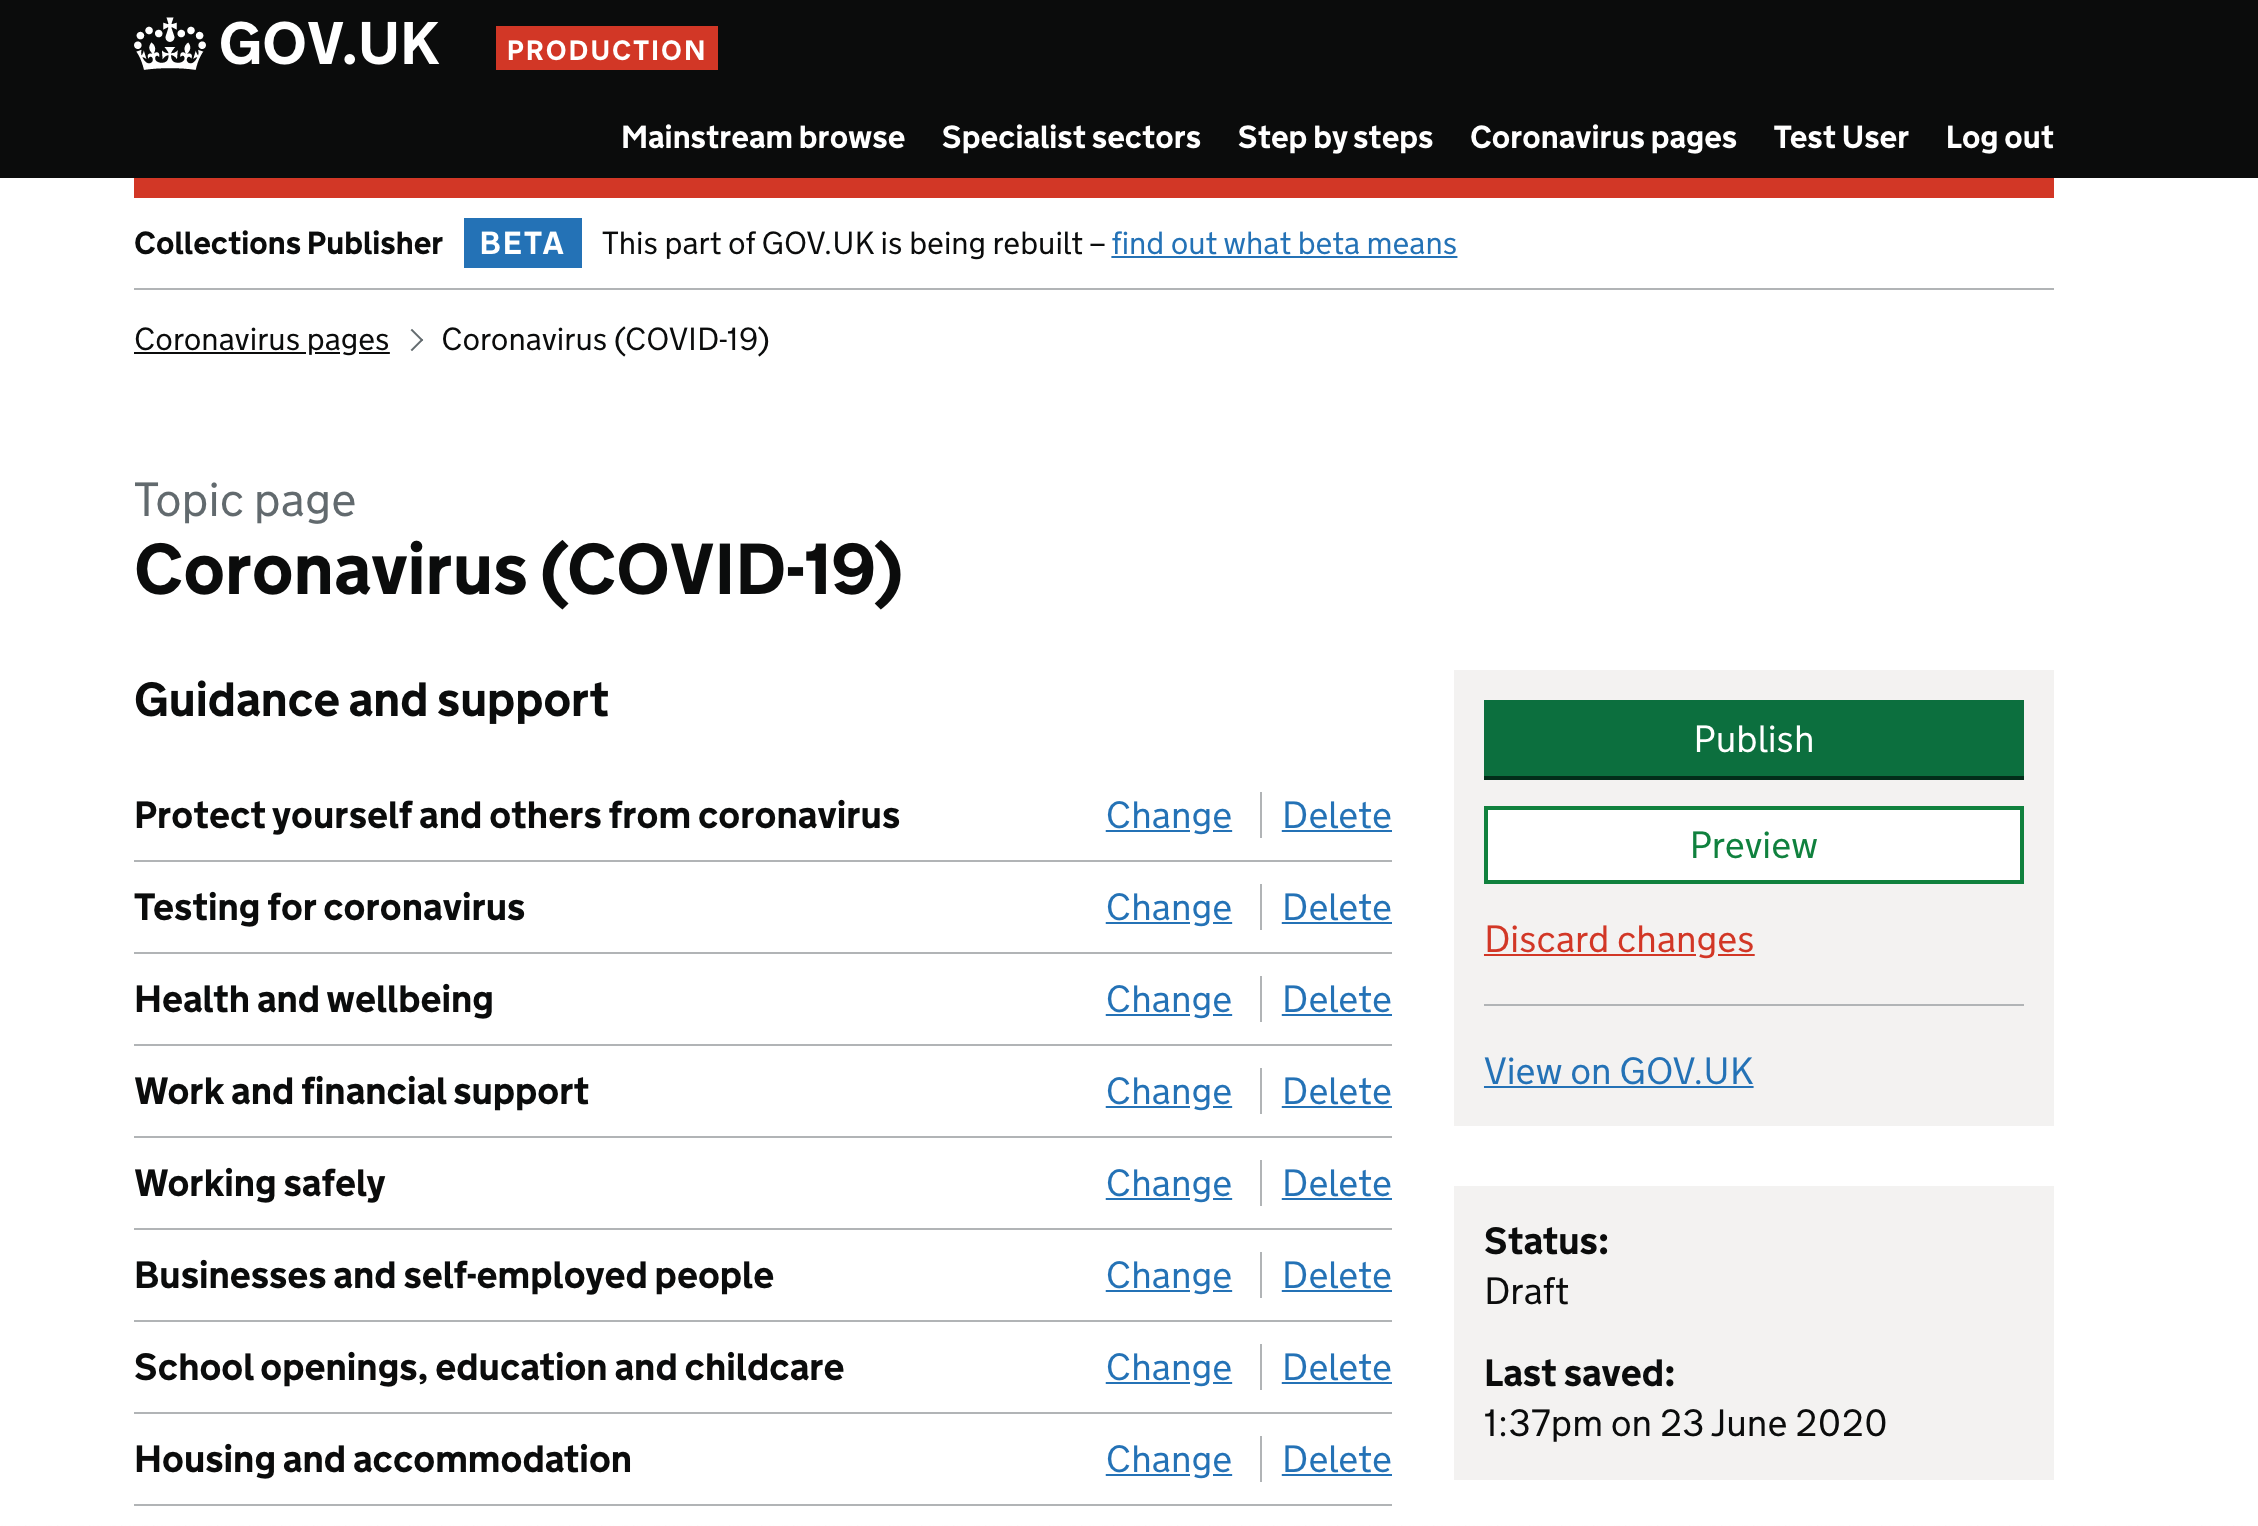 GOV.UK PRODUCTION
Mainstream browse Specialist sectors Step by steps Coronavirus pages Test User Log out
Collections Publisher BETA This part of GOV.UK is being rebuilt – find out what beta means
Coronavirus pages Coronavirus (COVID-19)
Topic page
Coronavirus (COVID-19)
Guidance and support
Protect yourself and others from coronavirus Change Delete
Testing for coronavirus Change Delete
Health and wellbeing Change Delete
Work and financial support Change Delete
Working safely Change Delete
Businesses and self-employed people Change Delete
School openings, education and childcare Change Delete
Housing and accommodation Change Delete
Publish
Preview
Discard changes
View on GOV.UK
Status:
Draft
Last saved:
1:37pm on 23 June 2020